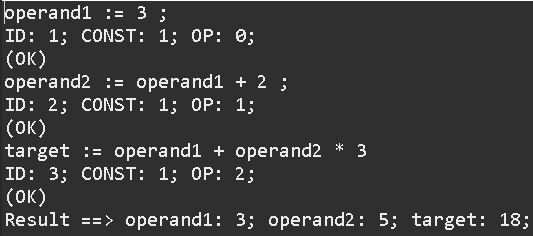 operand1 := 3 ;
ID: 1; CONST: 1; OP: 0;
(OK)
operand2 := operand1 + 2 ;
ID: 2; CONST: 1; OP: 1;
(OK)
target := operand1 + operand2 * 3
ID: 3; CONST: 1; OP: 2;
(OK)
Result ==> operand1: 3; operand2: 5; target: 18;